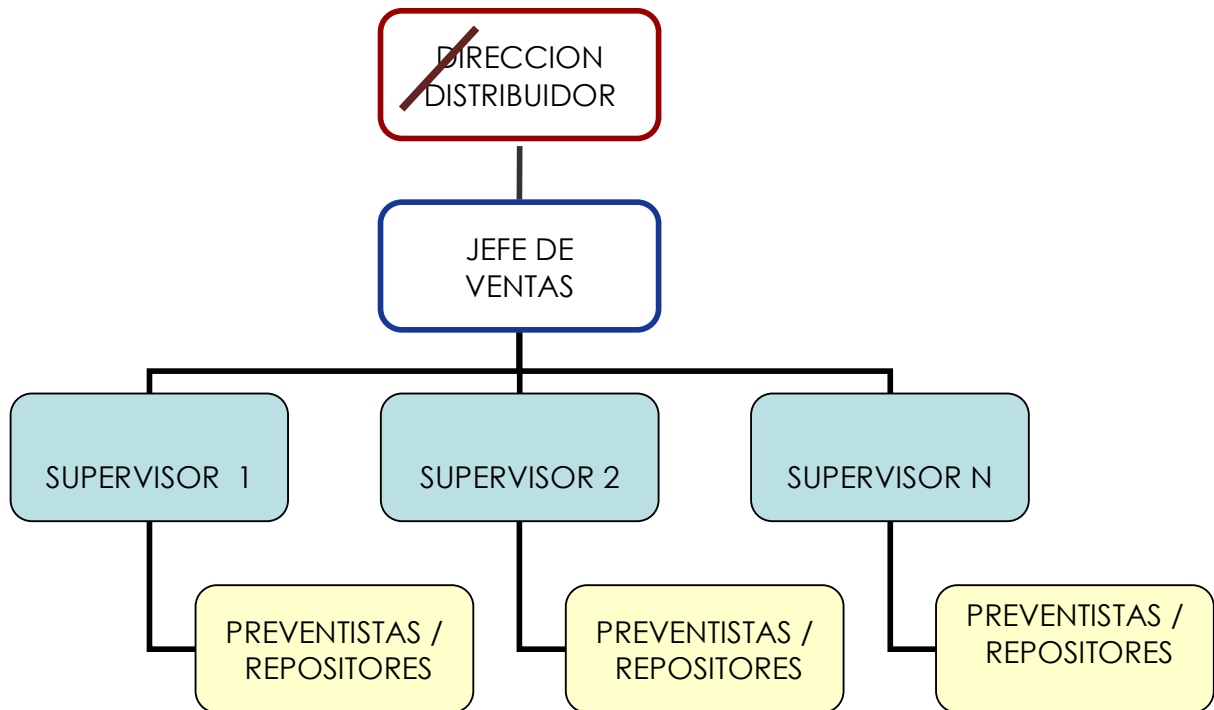 DIRECCION
DISTRIBUIDOR
JEFE DE
VENTAS
SUPERVISOR 1
SUPERVISOR 2
SUPERVISOR N
PREVENTISTAS /
REPOSITORES
PREVENTISTAS /
REPOSITORES
PREVENTISTAS /
REPOSITORES